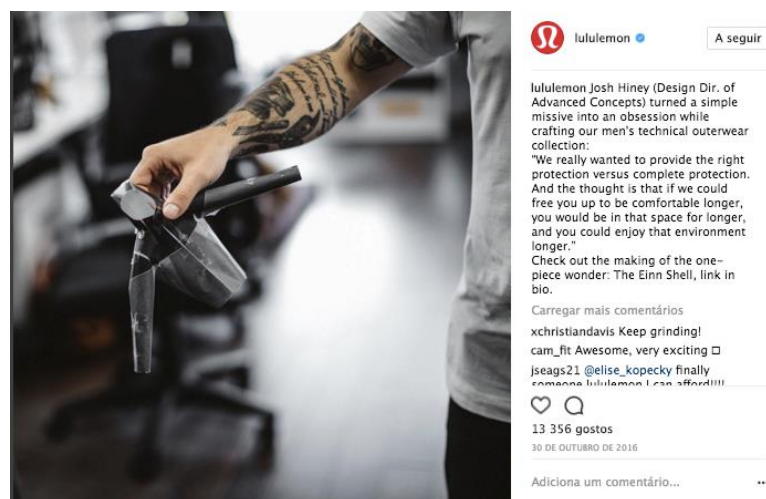 lululemon
A seguir
lululemon Josh Hiney (Design Dir. of
Advanced Concepts) turned a simple
missive into an obsession while
crafting our men's technical outerwear
collection:
"We really wanted to provide the right
protection versus complete protection.
And the thought is that if we could
free you up to be comfortable longer,
you would be in that space for longer,
and you could enjoy that environment
longer."
Check out the making of the one-
piece wonder: The Einn Shell, link in
bio.
Carregar mais comentários
xchristiandavis Keep grinding!
cam_fit Awesome, very exciting □
jseags21 @elise_kopecky finally
someone lululemon I can afford!!!!
13 356 gostos
30 DE OUTUBRO DE 2016
Adiciona um comentário...